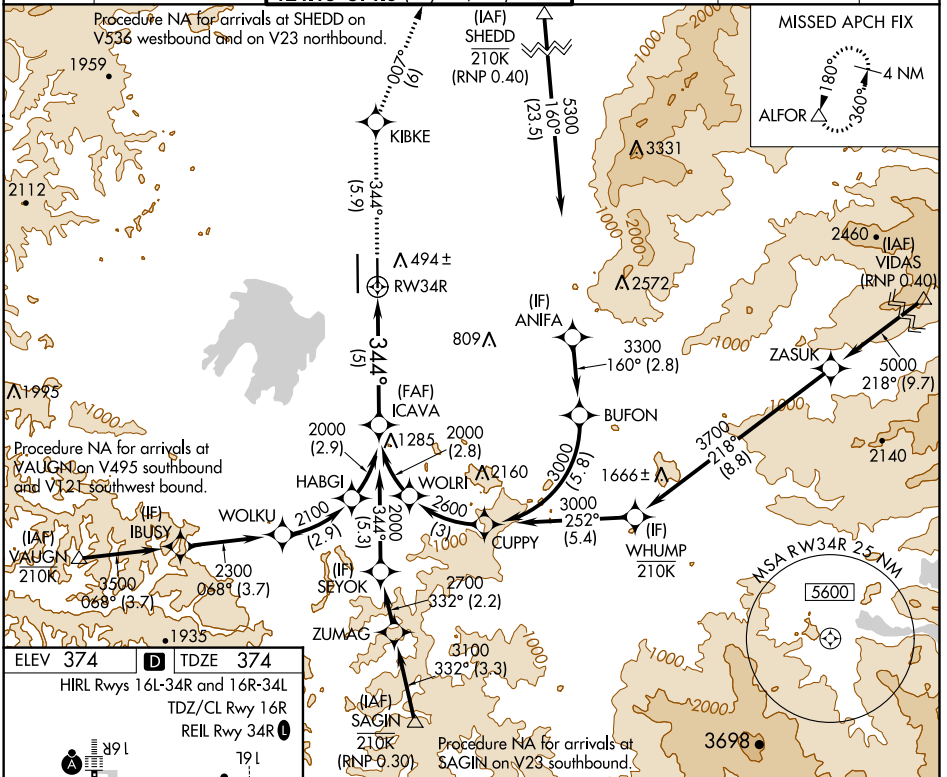 Procedure NA for arrivals at SHEDD on
V536 westbound and on V23 northbound.
1959
2112
007°
(9)
KIBKE
344°
(5.9)
(IAF)
SHEDD
210K
(RNP 0.40)
5300
160°
(23.5)
1000
2000
3331
1000
2000
2572
MISSED APCH FIX
180°
360°
4 NM
ALFOR
2460
(IAF)
VIDAS
(RNP 0.40)
494 ±
RW34R
809
(IF)
ANIFA
3300
160° (2.8)
1000
ZASUK
5000
218° (9.7)
344°
(5)
(FAF)
ICAVA
BUFON
1000
3700
218°
(8.8)
2140
1995
1000
Procedure NA for arrivals at
VAUGN on V495 southbound
and V121 southwest bound.
2000
(2.9)
1285
2000
(2.8)
HABGI
WOLRI
2160
3000
(5.8)
1666 ±
2100
(2.9)
344°
(5.3)
2000
2600
(3)
1000
CUPPY
3000
252°
(5.4)
(IF)
WHUMP
210K
WOLKU
(IF)
IBUSY
(IAF)
VAUGN
210K
3500
068° (3.7)
2300
068° (3.7)
(IF)
SEYOK
2700
332° (2.2)
ZUMAG
3100
332° (3.3)
(IAF)
SAGIN
210K
(RNP 0.30)
Procedure NA for arrivals at
SAGIN on V23 southbound.
1935
1000
2000
3698
MSA RW34R 25 NM
5600
ELEV 374
D
TDZE 374
HIRL Rwys 16L-34R and 16R-34L
TDZ/CL Rwy 16R
REIL Rwy 34R L
A
16R
16L